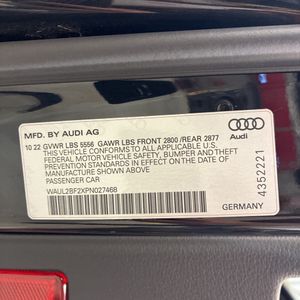 MFD. BY AUDI AG
10 22 GVWR LBS 5556 GAWR LBS FRONT 2800 /REAR 2877
THIS VEHICLE CONFORMS TO ALL APPLICABLE U.S.
FEDERAL MOTOR VEHICLE SAFETY, BUMPER AND THEFT
PREVENTION STANDARDS IN EFFECT ON THE DATE OF
MANUFACTURE SHOWN ABOVE.
PASSENGER CAR
WAUL2BF2XPN027468
Audi
4352221
GERMANY